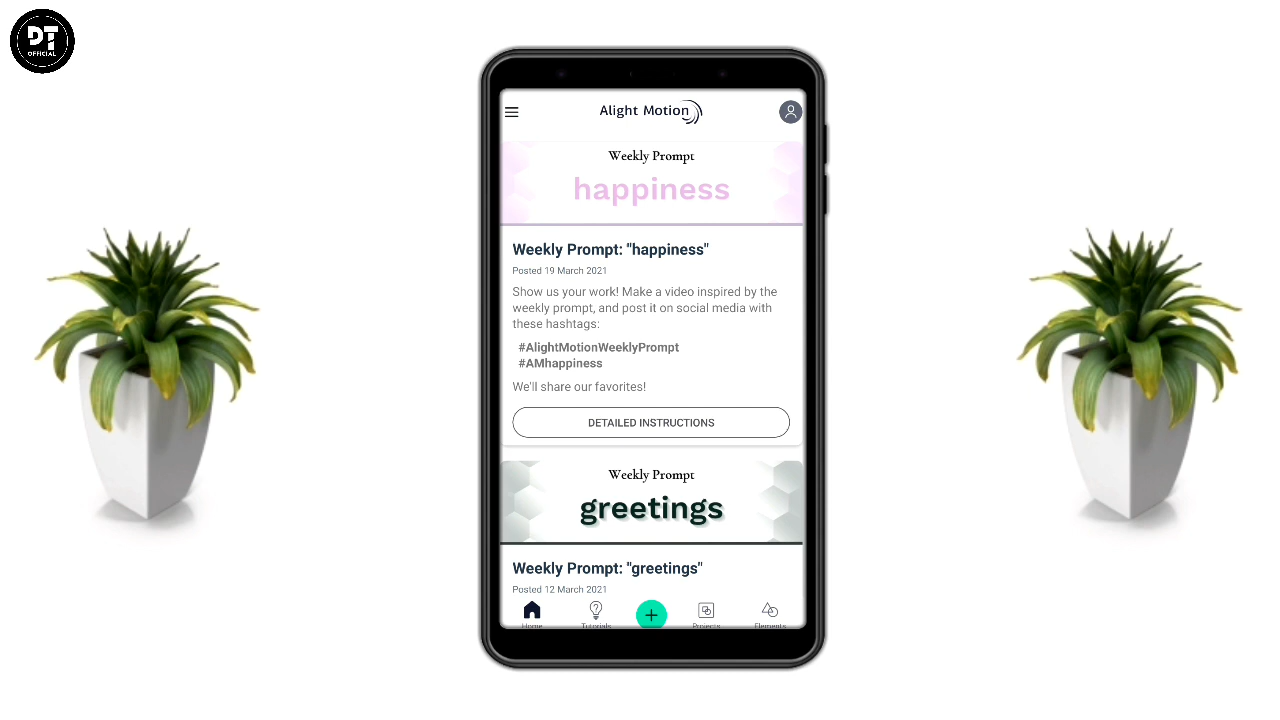 DT
OFFICIAL
Alight Motion
Weekly Prompt
happiness
Weekly Prompt: "happiness"
Posted 19 March 2021
Show us your work! Make a video inspired by the
weekly prompt, and post it on social media with
these hashtags:
#AlightMotionWeeklyPrompt
#AMhappiness
We'll share our favorites!
DETAILED INSTRUCTIONS
Weekly Prompt
greetings
Weekly Prompt: "greetings"
Posted 12 March 2021
Home Tutorials Projects Elements